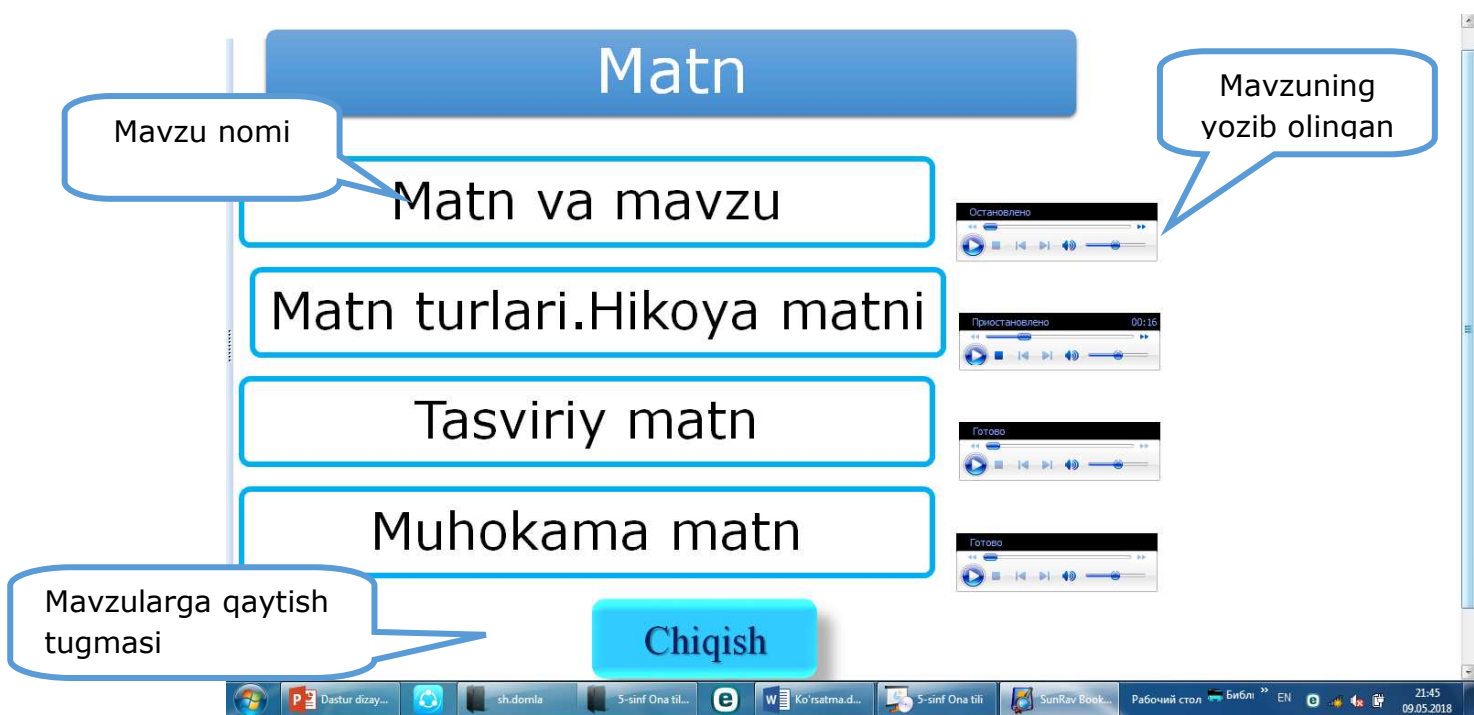 Matn
Mavzuning
yozib olingan
Mavzu nomi
Matn va mavzu
Остановлено
Matn turlari.Hikoya matni
Приостановлено 00:16
Tasviriy matn
Готово
Muhokama matn
Готово
Mavzularga qaytish
tugmasi
Chiqish
Dastur dizay... sh.domla 5-sinf Ona til... Ko'rsatma.d... 5-sinf Ona tili SunRav Book... Рабочий стол Библи » EN 21:45
09.05.2018